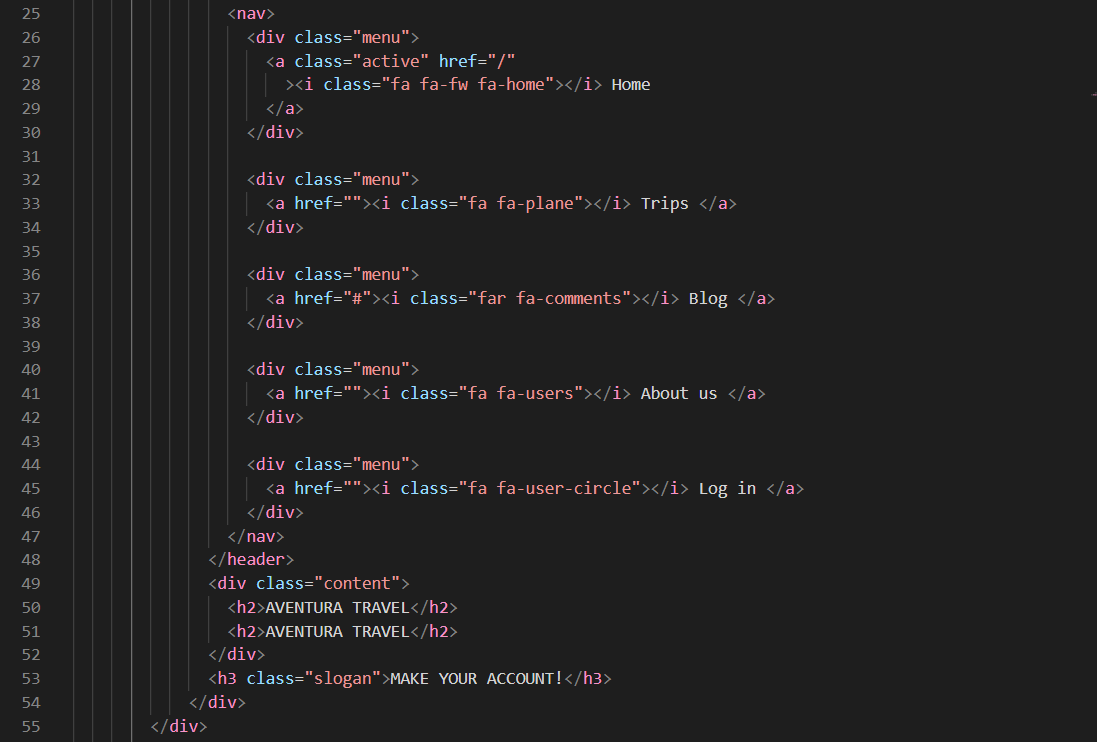 25 <nav>
26 <div class="menu">
27 <a class="active" href="/"
28 ><i class="fa fa-fw fa-home"></i> Home
29 </a>
30 </div>
31
32 <div class="menu">
33 <a href=""><i class="fa fa-plane"></i> Trips </a>
34 </div>
35
36 <div class="menu">
37 <a href="#"><i class="far fa-comments"></i> Blog </a>
38 </div>
39
40 <div class="menu">
41 <a href=""><i class="fa fa-users"></i> About us </a>
42 </div>
43
44 <div class="menu">
45 <a href=""><i class="fa fa-user-circle"></i> Log in </a>
46 </div>
47 </nav>
48 </header>
49 <div class="content">
50 <h2>AVENTURA TRAVEL</h2>
51 <h2>AVENTURA TRAVEL</h2>
52 </div>
53 <h3 class="slogan">MAKE YOUR ACCOUNT!</h3>
54 </div>
55 </div>